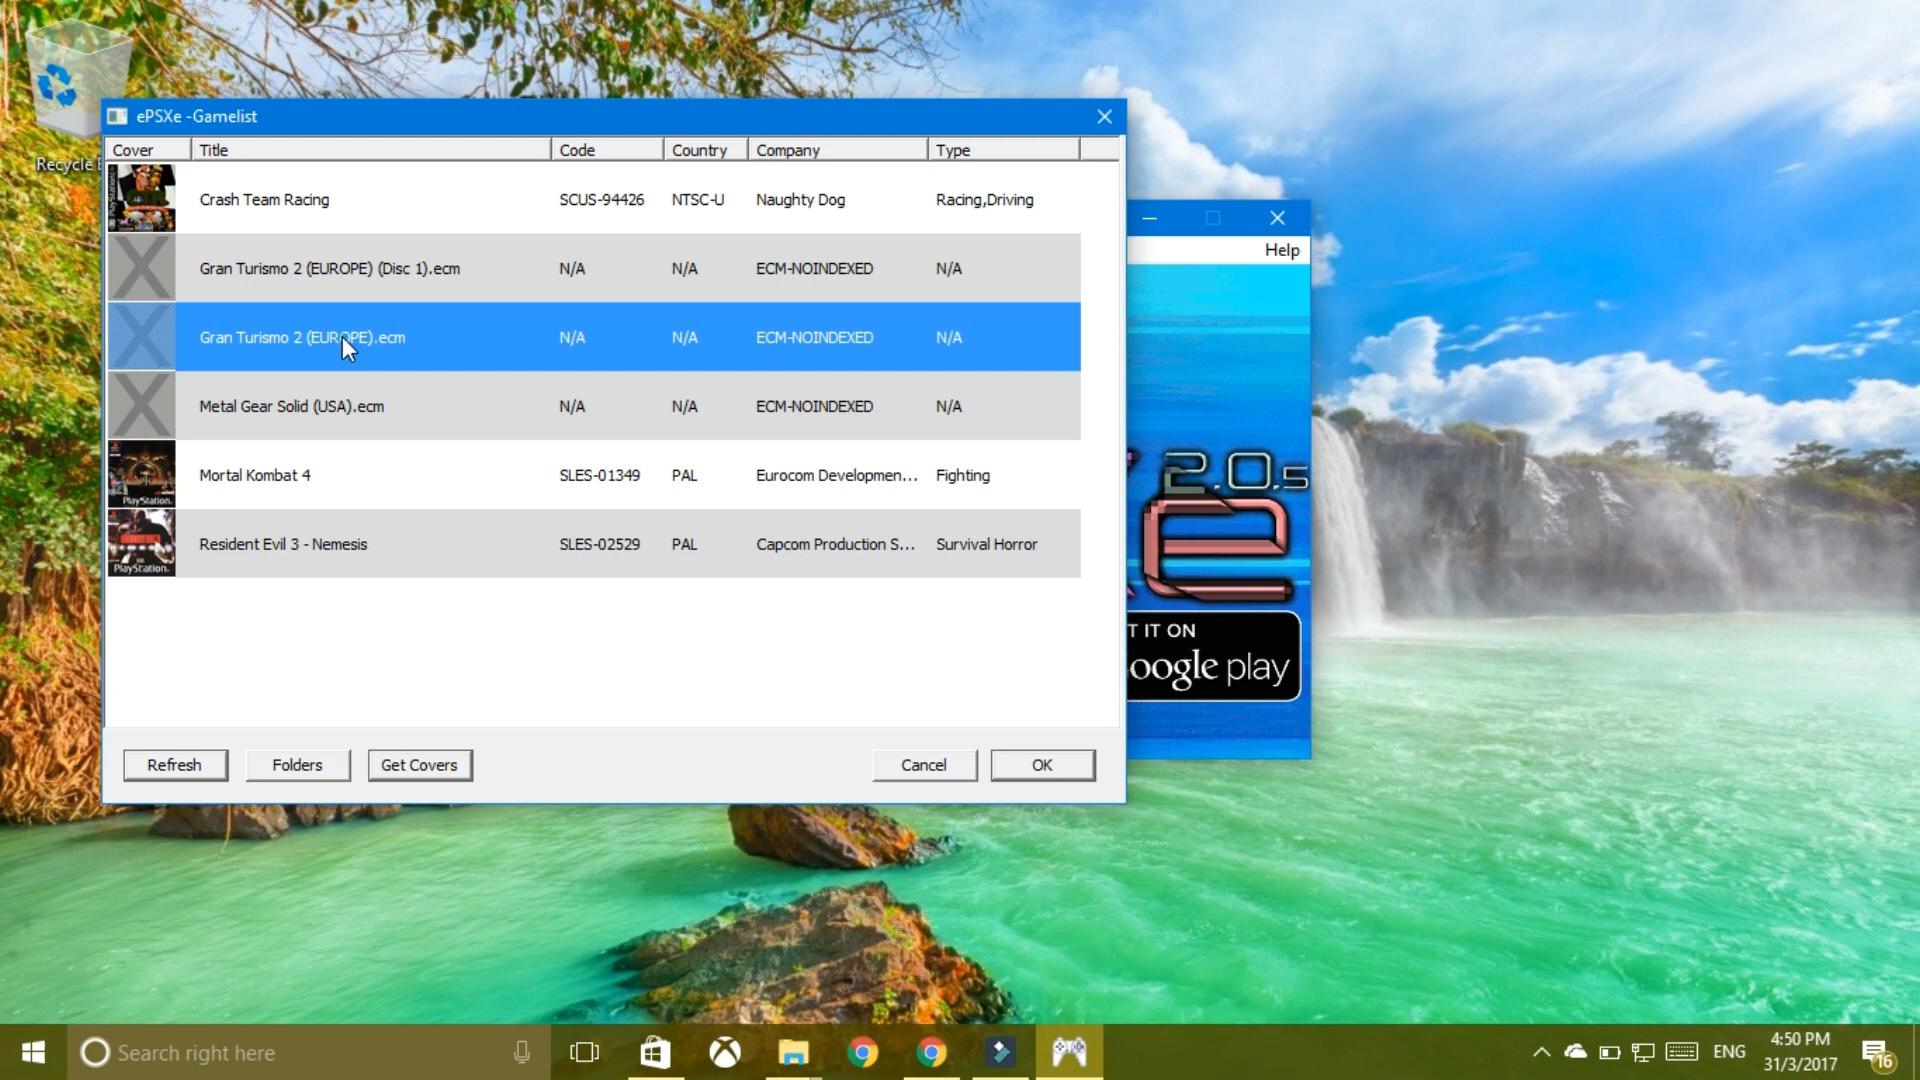 Recycle
ePSXe -Gamelist
Cover Title Code Country Company Type
Crash Team Racing SCUS-94426 NTSC-U Naughty Dog Racing,Driving
Gran Turismo 2 (EUROPE) (Disc 1).ecm N/A N/A ECM-NOINDEXED N/A
Gran Turismo 2 (EUROPE).ecm N/A N/A ECM-NOINDEXED N/A
Metal Gear Solid (USA).ecm N/A N/A ECM-NOINDEXED N/A
PlayStation.
Mortal Kombat 4 SLES-01349 PAL Eurocom Developmen... Fighting
PlayStation.
Resident Evil 3 - Nemesis SLES-02529 PAL Capcom Production S... Survival Horror
Refresh Folders Get Covers Cancel OK
Help
2.0.5
e
T IT ON
oogle play
Search right here
ENG
4:50 PM
31/3/2017
16